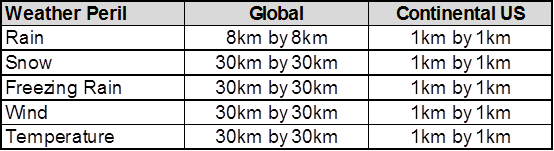 Weather Peril Global Continental US
Rain 8km by 8km 1km by 1km
Snow 30km by 30km 1km by 1km
Freezing Rain 30km by 30km 1km by 1km
Wind 30km by 30km 1km by 1km
Temperature 30km by 30km 1km by 1km